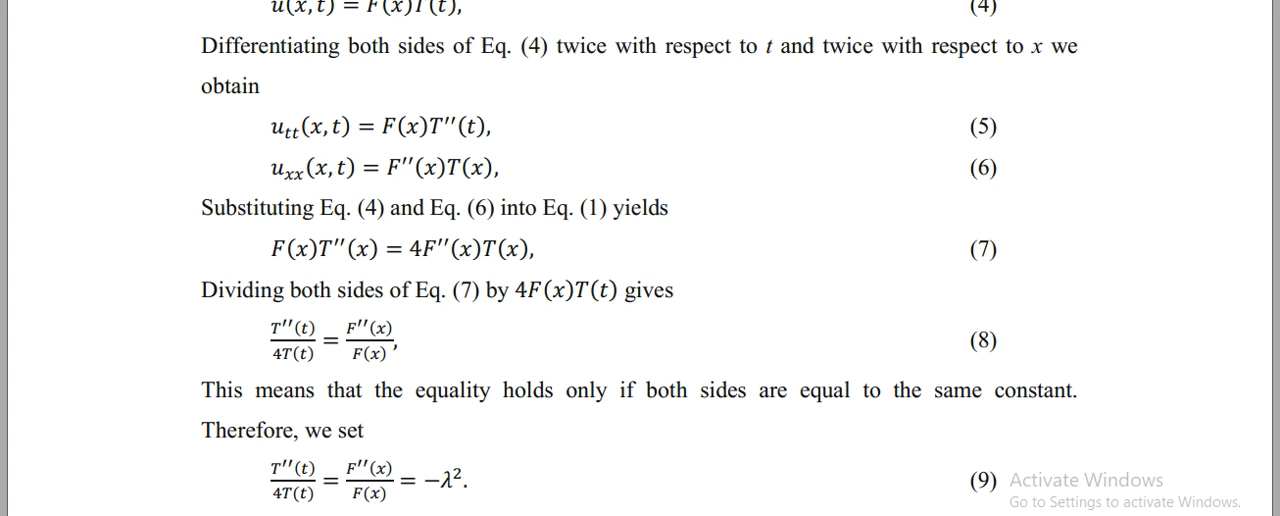 u(x,t) = F(x)T(t), (4)
Differentiating both sides of Eq. (4) twice with respect to t and twice with respect to x we
obtain
uₜₜ(x,t) = F(x)T′′(t), (5)
uₓₓ(x,t) = F′′(x)T(x), (6)
Substituting Eq. (4) and Eq. (6) into Eq. (1) yields
F(x)T′′(x) = 4F′′(x)T(x), (7)
Dividing both sides of Eq. (7) by 4F(x)T(t) gives
T′′(t)/4T(t) = F′′(x)/F(x), (8)
This means that the equality holds only if both sides are equal to the same constant.
Therefore, we set
T′′(t)/4T(t) = F′′(x)/F(x) = −λ². (9)
Activate Windows
Go to Settings to activate Windows.